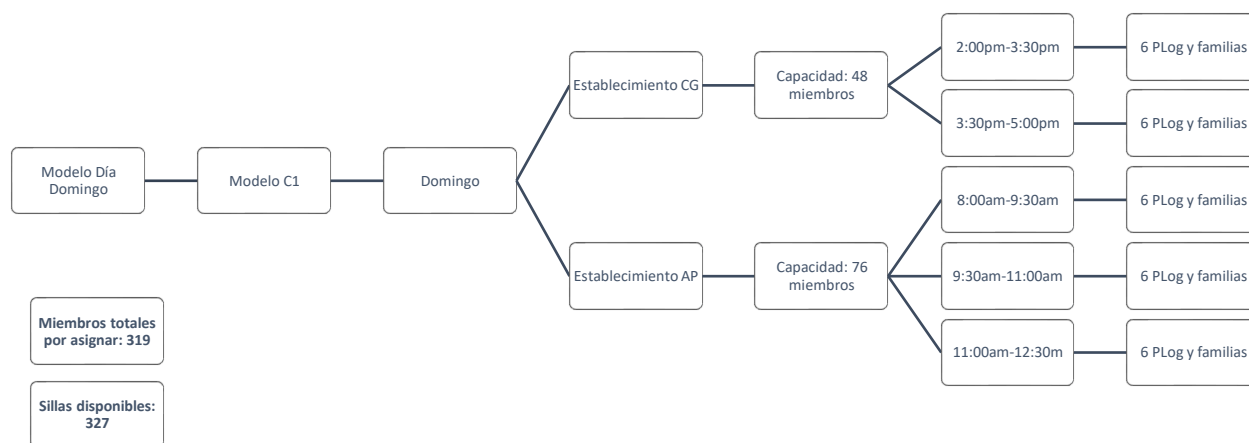 Modelo Día
Domingo
Modelo C1
Domingo
Establecimiento CG
Capacidad: 48
miembros
2:00pm-3:30pm
6 PLog y familias
3:30pm-5:00pm
6 PLog y familias
Establecimiento AP
Capacidad: 76
miembros
8:00am-9:30am
6 PLog y familias
9:30am-11:00am
6 PLog y familias
11:00am-12:30m
6 PLog y familias
Miembros totales
por asignar: 319
Sillas disponibles:
327